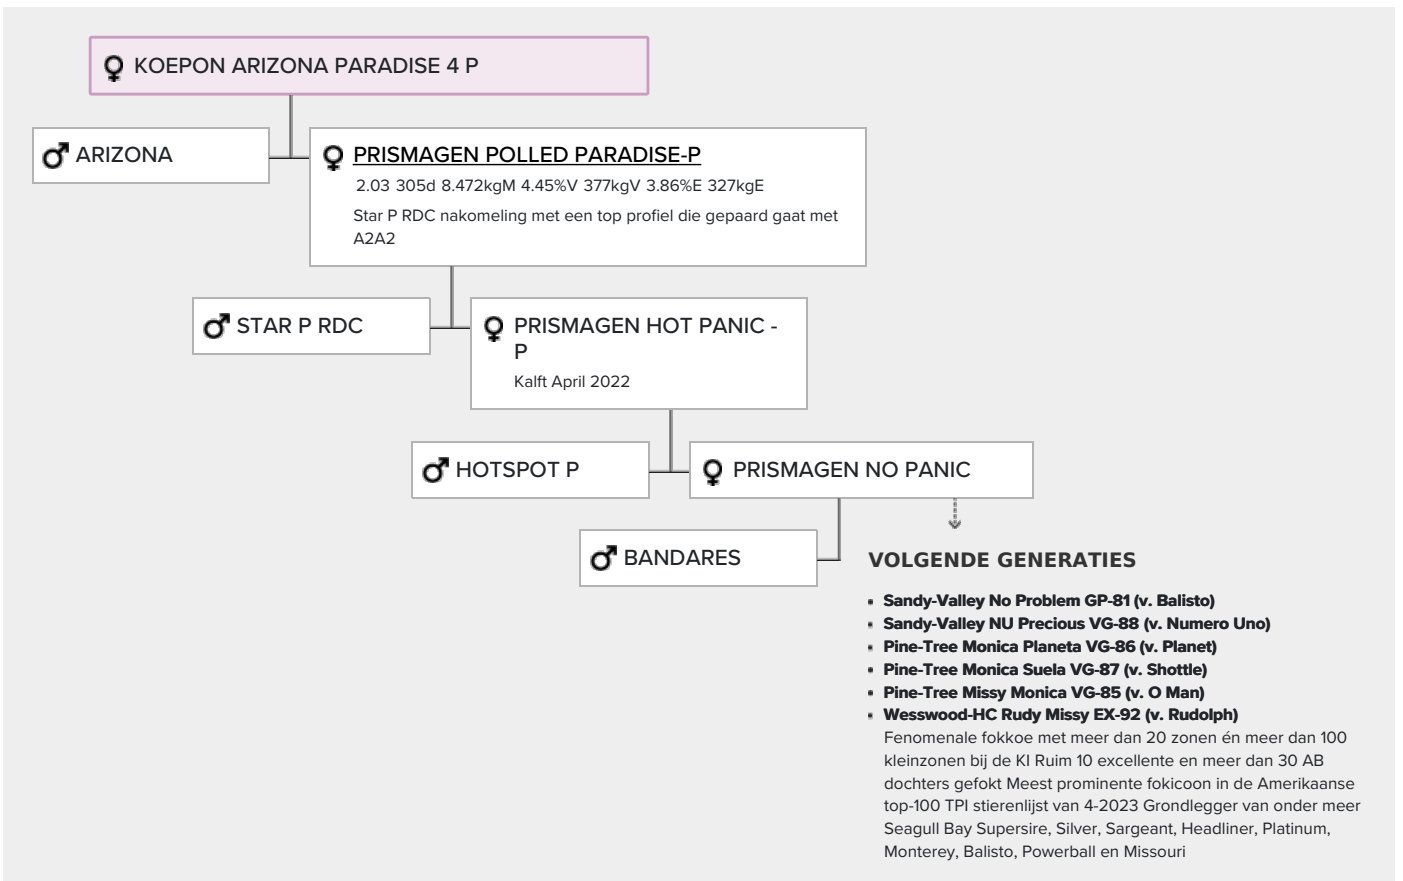 KOEPON ARIZONA PARADISE 4 P
ARIZONA
PRISMAGEN POLLED PARADISE-P
2.03 305d 8.472kgM 4.45%V 377kgV 3.86%E 327kgE
Star P RDC nakomeling met een top profiel die gepaard gaat met
A2A2
STAR P RDC
PRISMAGEN HOT PANIC -
P
Kalft April 2022
HOTSPOT P
PRISMAGEN NO PANIC
BANDARES
VOLGENDE GENERATIES
Sandy-Valley No Problem GP-81 (v. Balisto)
Sandy-Valley NU Precious VG-88 (v. Numero Uno)
Pine-Tree Monica Planeta VG-86 (v. Planet)
Pine-Tree Monica Suela VG-87 (v. Shottle)
Pine-Tree Missy Monica VG-85 (v. O Man)
Wesswood-HC Rudy Missy EX-92 (v. Rudolph)
Fenomenale fokkoe met meer dan 20 zonen én meer dan 100
kleinzonen bij de KI Ruim 10 excellente en meer dan 30 AB
dochters gefokt Meest prominente fokicoon in de Amerikaanse
top-100 TPI stierenlijst van 4-2023 Grondlegger van onder meer
Seagull Bay Supersire, Silver, Sargeant, Headliner, Platinum,
Monterey, Balisto, Powerball en Missouri